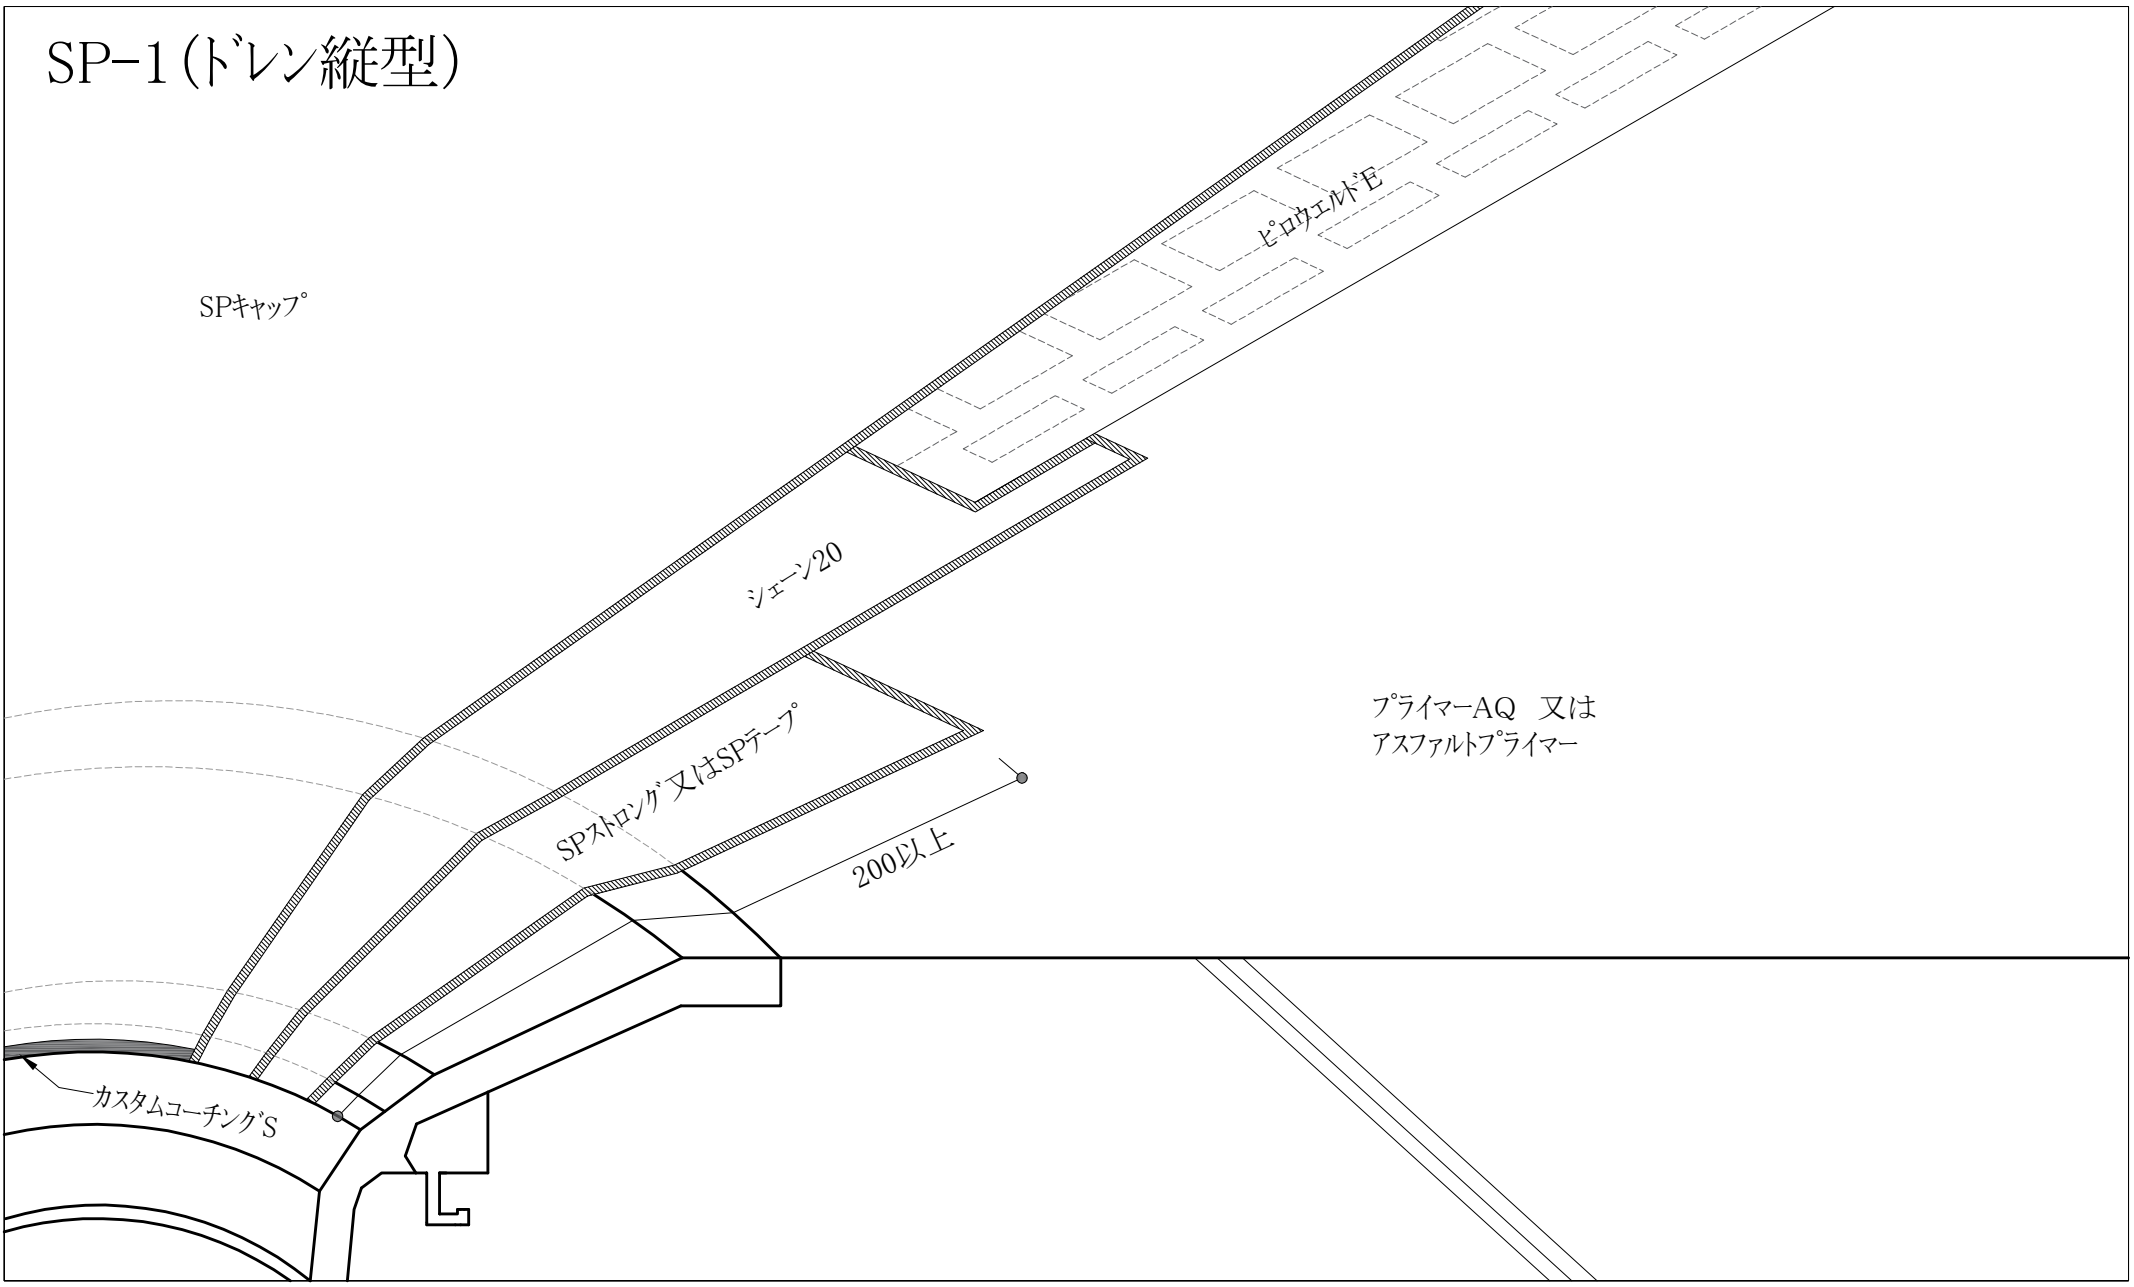 SP-1(ドレン縦型)
ピロウェルドE
SPキャップ
シェーン20
プライマーAQ　又は
アスファルトプライマー
SPストロング又はSPテープ
200以上
カスタムコーチングS